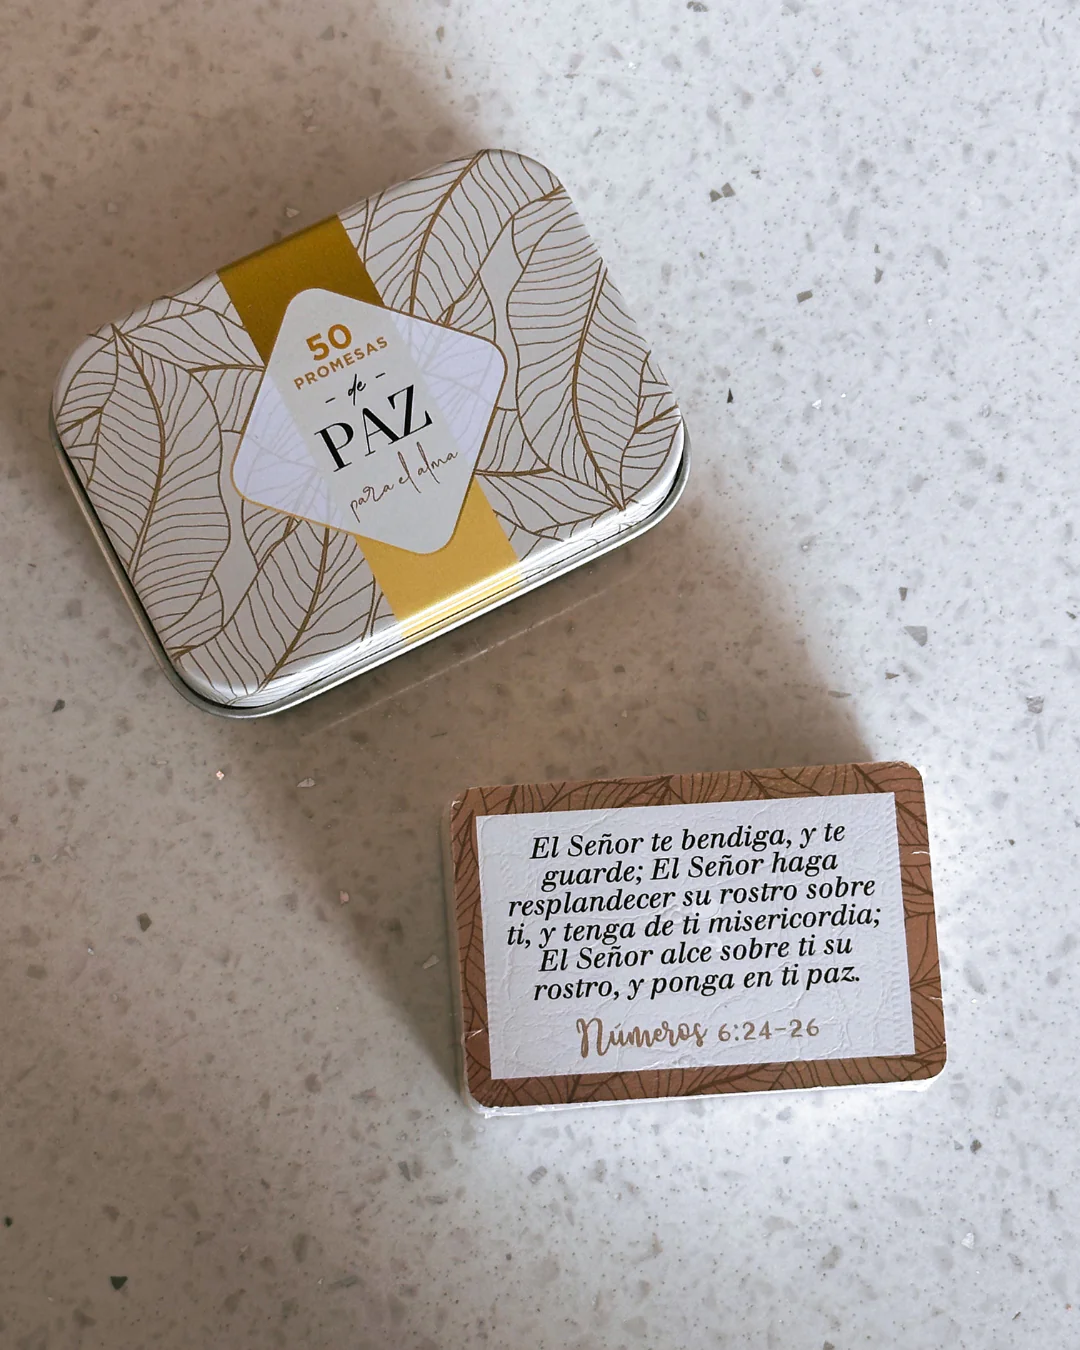 50
PROMESAS
- de -
PAZ
para el alma
El Señor te bendiga, y te
guarde; El Señor haga
resplandecer su rostro sobre
ti, y tenga de ti misericordia;
El Señor alce sobre ti su
rostro, y ponga en ti paz.
Números 6:24-26